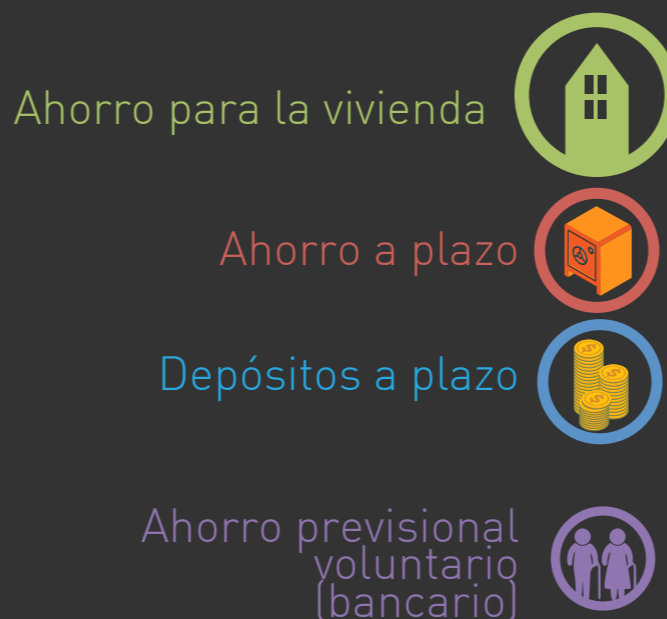 Ahorro para la vivienda
Ahorro a plazo
Depósitos a plazo
Ahorro previsional
voluntario
(bancario)